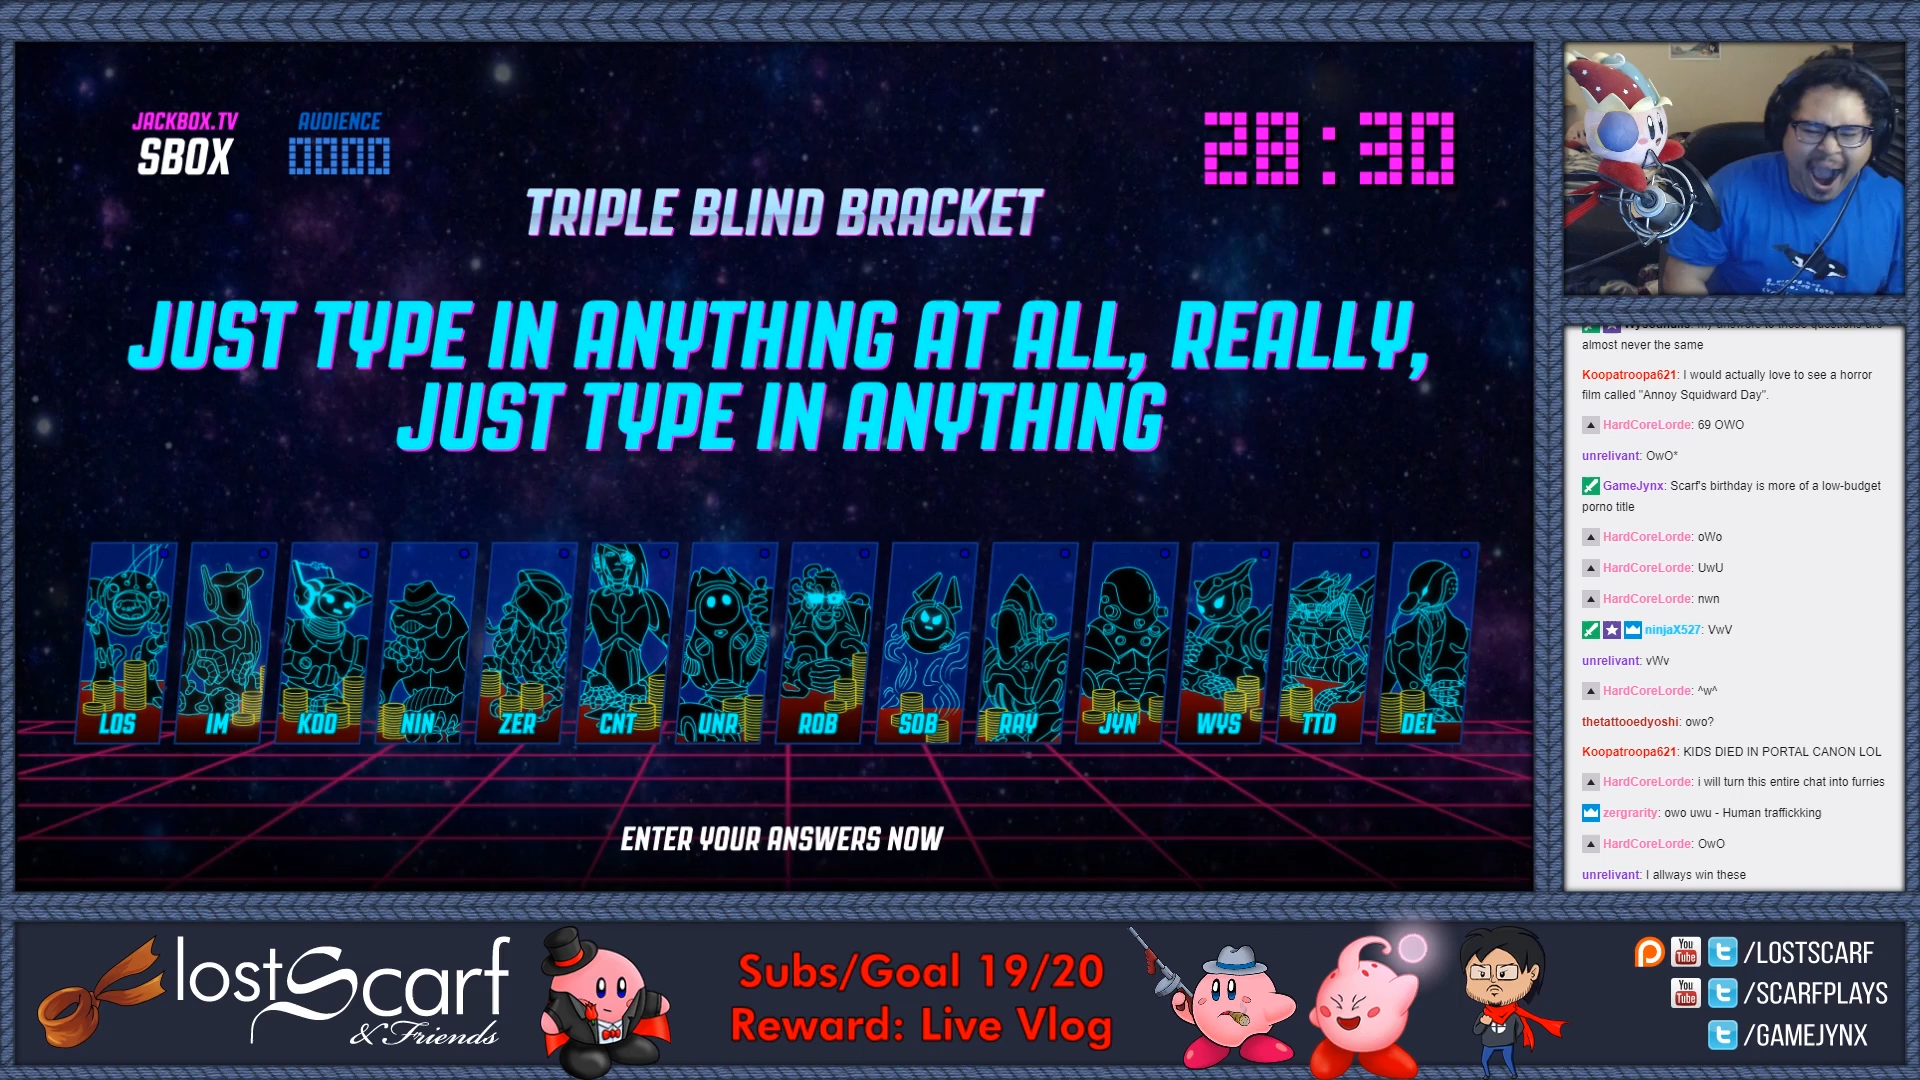 JACKBOX.TV
SBOX
AUDIENCE
0000
28:30
TRIPLE BLIND BRACKET
JUST TYPE IN ANYTHING AT ALL, REALLY,
JUST TYPE IN ANYTHING
LOS IM KOO NIN ZER CNT UNR ROB SOB RAY JYN WYS TTD DEL
ENTER YOUR ANSWERS NOW
almost never the same
Koopatroopa621: I would actually love to see a horror
film called "Annoy Squidward Day".
HardCoreLorde: 69 OWO
unrelivant: OwO*
GameJynx: Scarf's birthday is more of a low-budget
porno title
HardCoreLorde: oWo
HardCoreLorde: UwU
HardCoreLorde: nwn
ninjaX527: VwV
unrelivant: vWv
HardCoreLorde: ^w^
thetattooedyoshi: owo?
Koopatroopa621: KIDS DIED IN PORTAL CANON LOL
HardCoreLorde: i will turn this entire chat into furries
zergrarity: owo uwu - Human traffickking
HardCoreLorde: OwO
unrelivant: I allways win these
lostScarf
& Friends
Subs/Goal 19/20
Reward: Live Vlog
You Tube /LOSTSCARF
You Tube /SCARFPLAYS
/GAMEJYNX